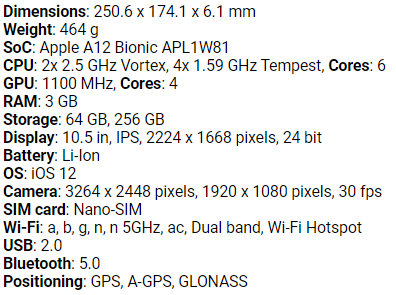 Dimensions: 250.6 x 174.1 x 6.1 mm
Weight: 464 g
SoC: Apple A12 Bionic APL1W81
CPU: 2x 2.5 GHz Vortex, 4x 1.59 GHz Tempest, Cores: 6
GPU: 1100 MHz, Cores: 4
RAM: 3 GB
Storage: 64 GB, 256 GB
Display: 10.5 in, IPS, 2224 x 1668 pixels, 24 bit
Battery: Li-Ion
OS: iOS 12
Camera: 3264 x 2448 pixels, 1920 x 1080 pixels, 30 fps
SIM card: Nano-SIM
Wi-Fi: a, b, g, n, n 5GHz, ac, Dual band, Wi-Fi Hotspot
USB: 2.0
Bluetooth: 5.0
Positioning: GPS, A-GPS, GLONASS